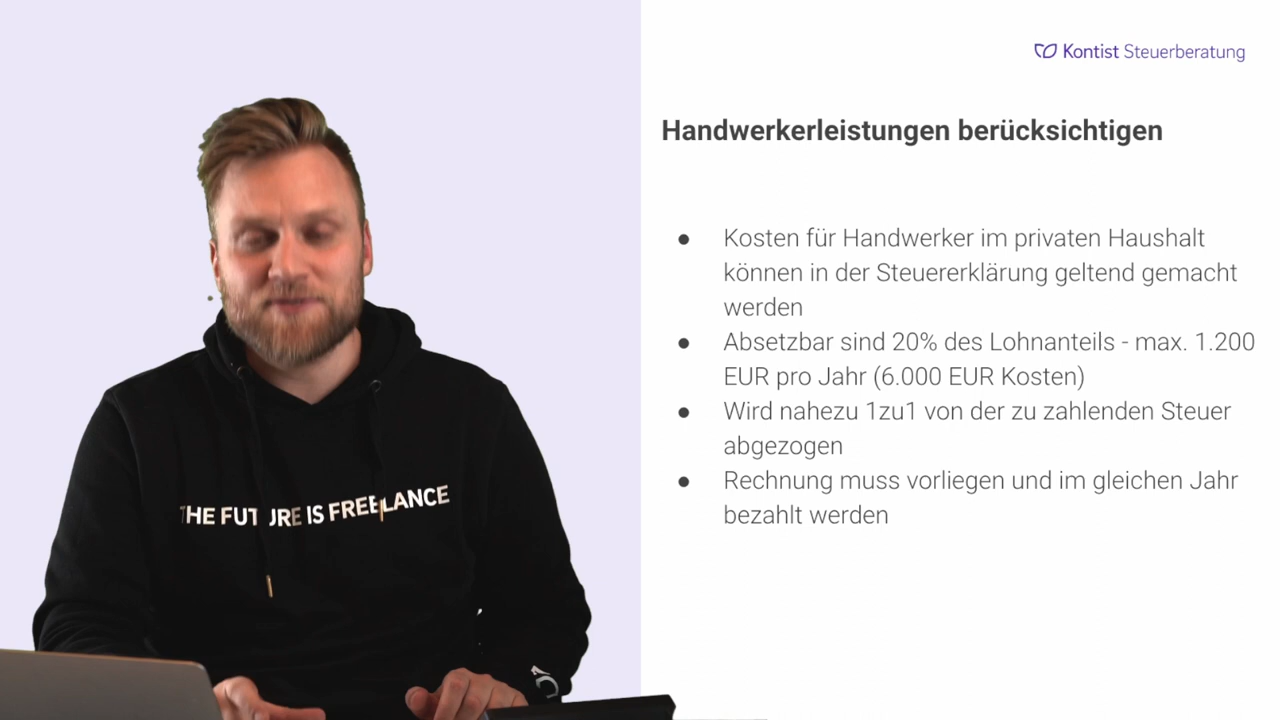 Kontist Steuerberatung
Handwerkerleistungen berücksichtigen
● Kosten für Handwerker im privaten Haushalt
können in der Steuererklärung geltend gemacht
werden
● Absetzbar sind 20% des Lohnanteils - max. 1.200
EUR pro Jahr (6.000 EUR Kosten)
● Wird nahezu 1zu1 von der zu zahlenden Steuer
abgezogen
● Rechnung muss vorliegen und im gleichen Jahr
bezahlt werden
THE FUTURE IS FREELANCE